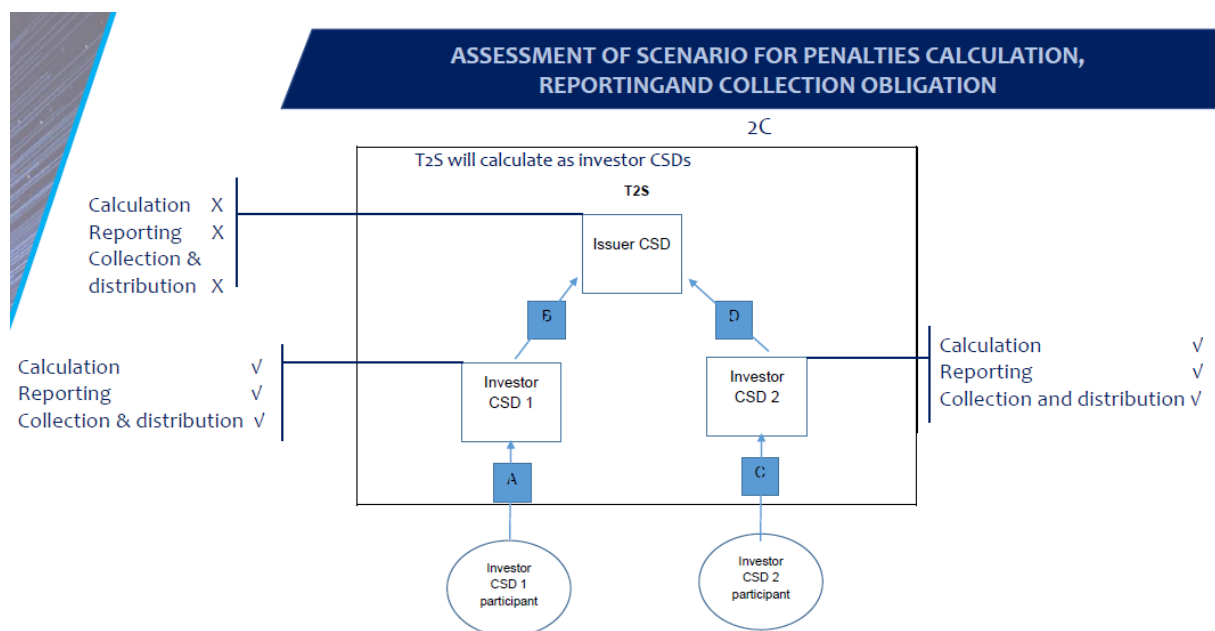 ASSESSMENT OF SCENARIO FOR PENALTIES CALCULATION,
REPORTINGAND COLLECTION OBLIGATION
2C
T2S will calculate as investor CSDs
T2S
Issuer CSD
Calculation X
Reporting X
Collection &
distribution X
B
D
Calculation √
Reporting √
Collection & distribution √
Investor
CSD 1
Investor
CSD 2
Calculation √
Reporting √
Collection and distribution √
A
C
Investor
CSD 1
participant
Investor
CSD 2
participant